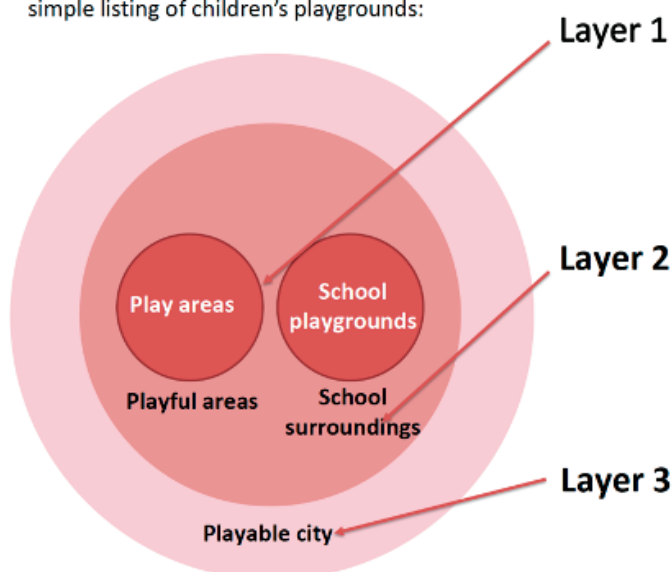 simple listing of children's playgrounds:
Layer 1
Layer 2
Play areas
School
playgrounds
Playful areas
School
surroundings
Layer 3
Playable city